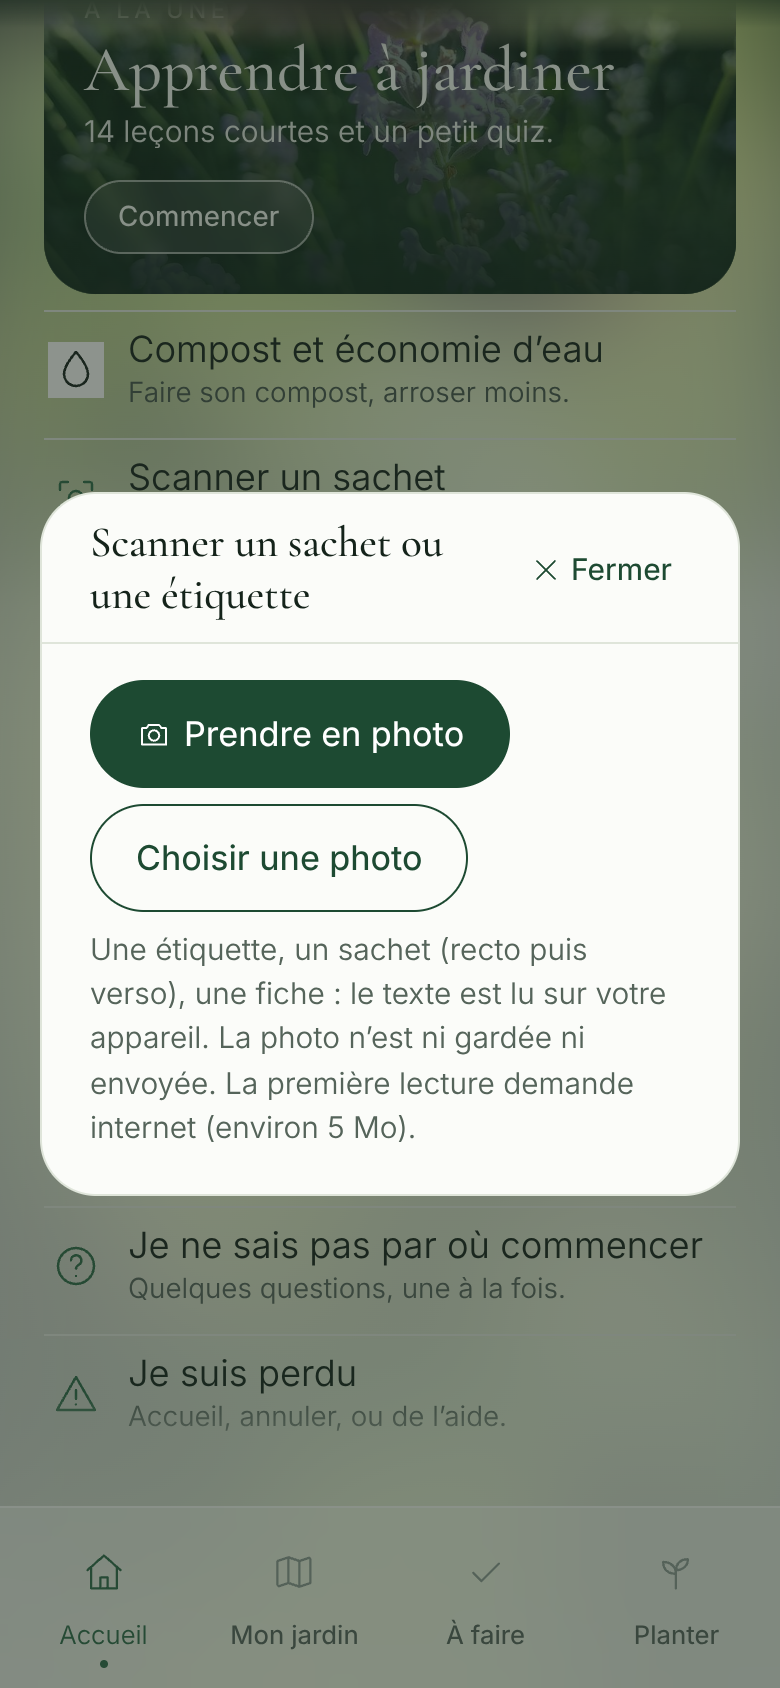 À LA UNE
Apprendre à jardiner
14 leçons courtes et un petit quiz.
Commencer
Compost et économie d’eau
Faire son compost, arroser moins.
Scanner un sachet
Scanner un sachet ou
une étiquette
Fermer
Prendre en photo
Choisir une photo
Une étiquette, un sachet (recto puis
verso), une fiche : le texte est lu sur votre
appareil. La photo n’est ni gardée ni
envoyée. La première lecture demande
internet (environ 5 Mo).
Je ne sais pas par où commencer
Quelques questions, une à la fois.
Je suis perdu
Accueil, annuler, ou de l’aide.
Accueil
Mon jardin
À faire
Planter